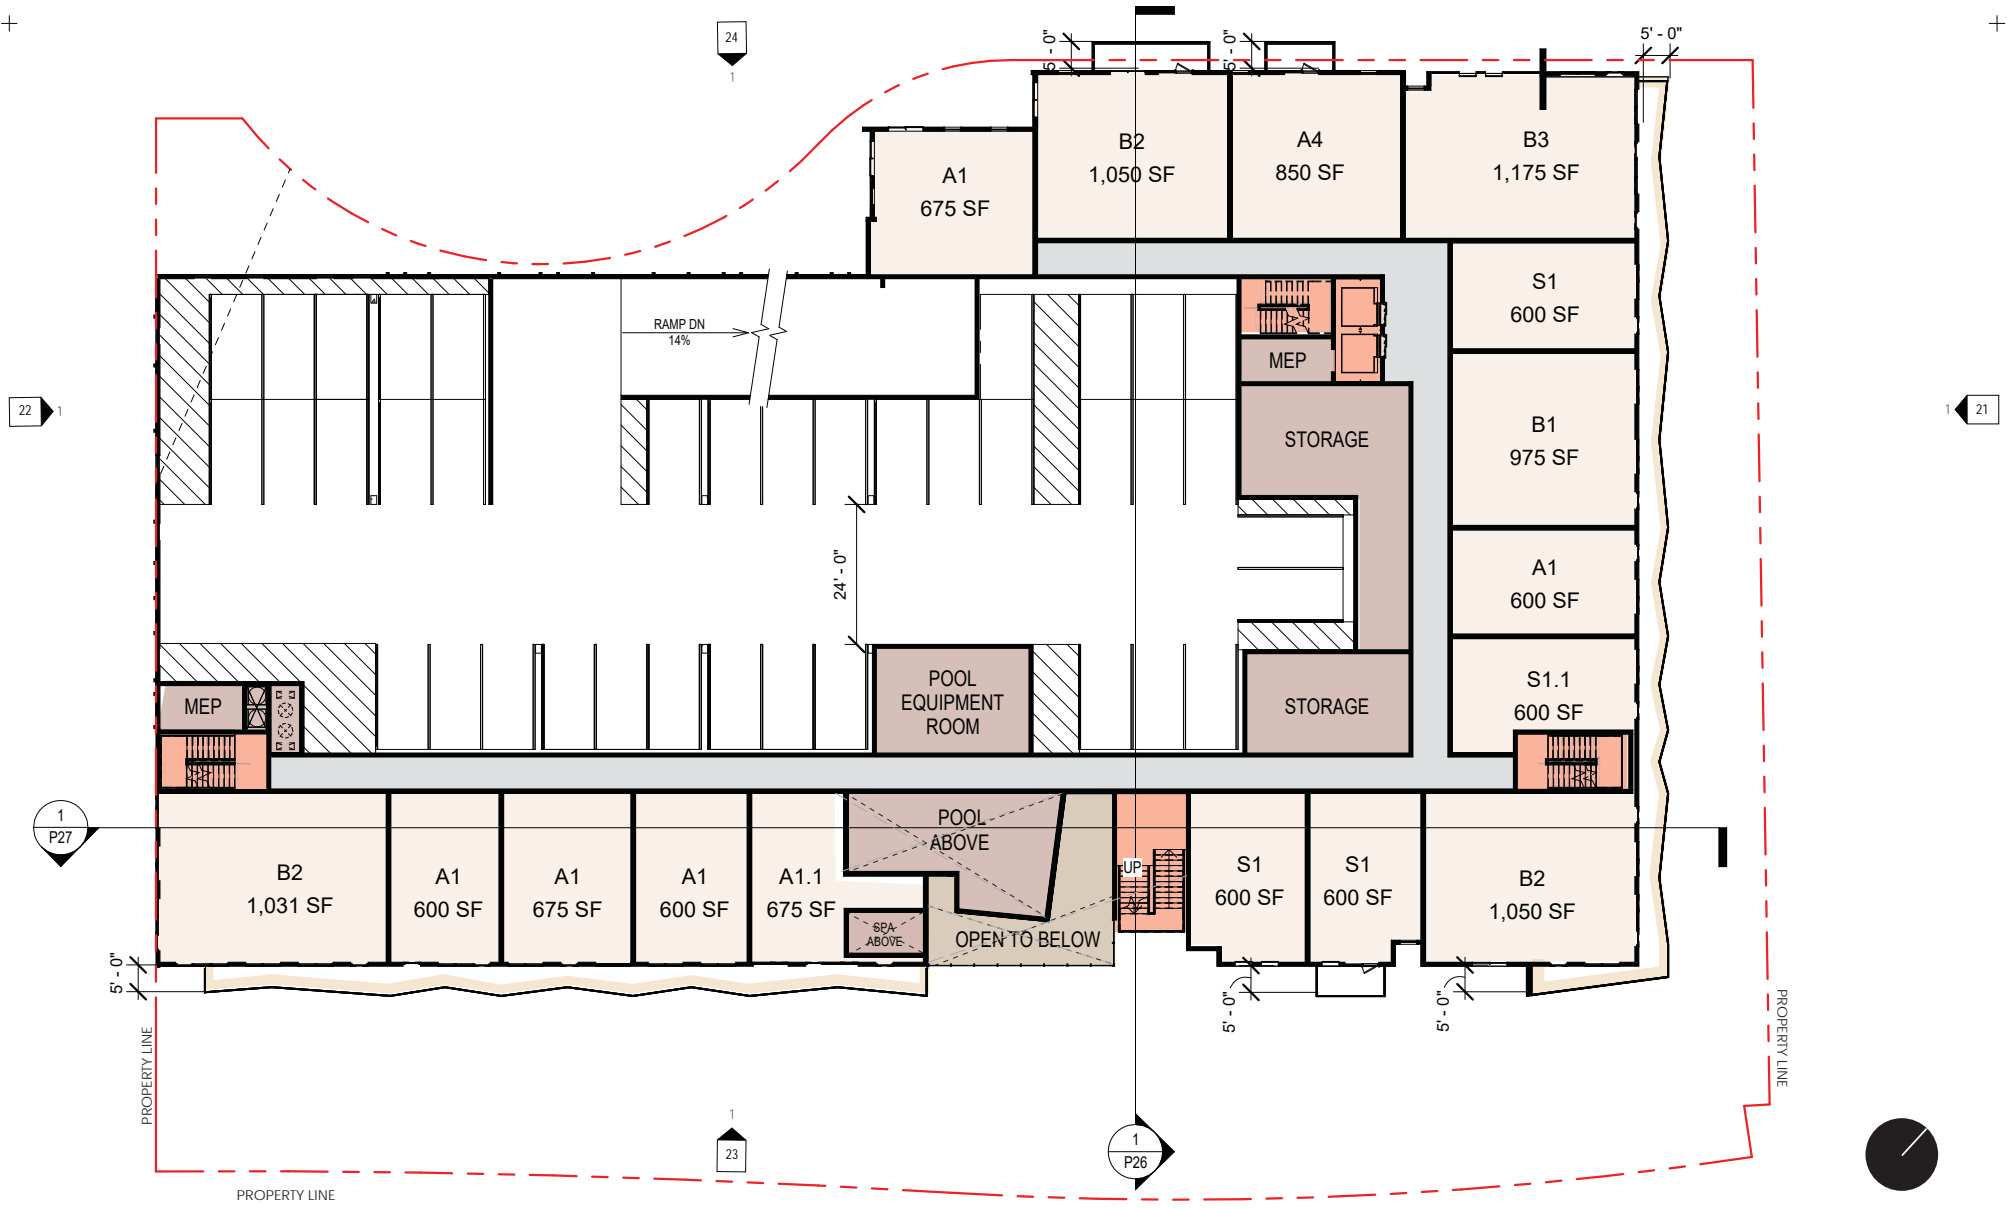 24
1
5' - 0"
5' - 0"
5' - 0"
B2
1,050 SF
A4
850 SF
B3
1,175 SF
A1
675 SF
S1
600 SF
RAMP DN
14%
MEP
22
1
1
21
STORAGE
B1
975 SF
24' - 0"
A1
600 SF
POOL
EQUIPMENT
ROOM
STORAGE
S1.1
600 SF
MEP
1
P27
POOL
ABOVE
UP
B2
1,031 SF
A1
600 SF
A1
675 SF
A1
600 SF
A1.1
675 SF
SPA
ABOVE
OPEN TO BELOW
S1
600 SF
S1
600 SF
B2
1,050 SF
5' - 0"
5' - 0"
5' - 0"
PROPERTY LINE
PROPERTY LINE
1
23
1
P26
PROPERTY LINE